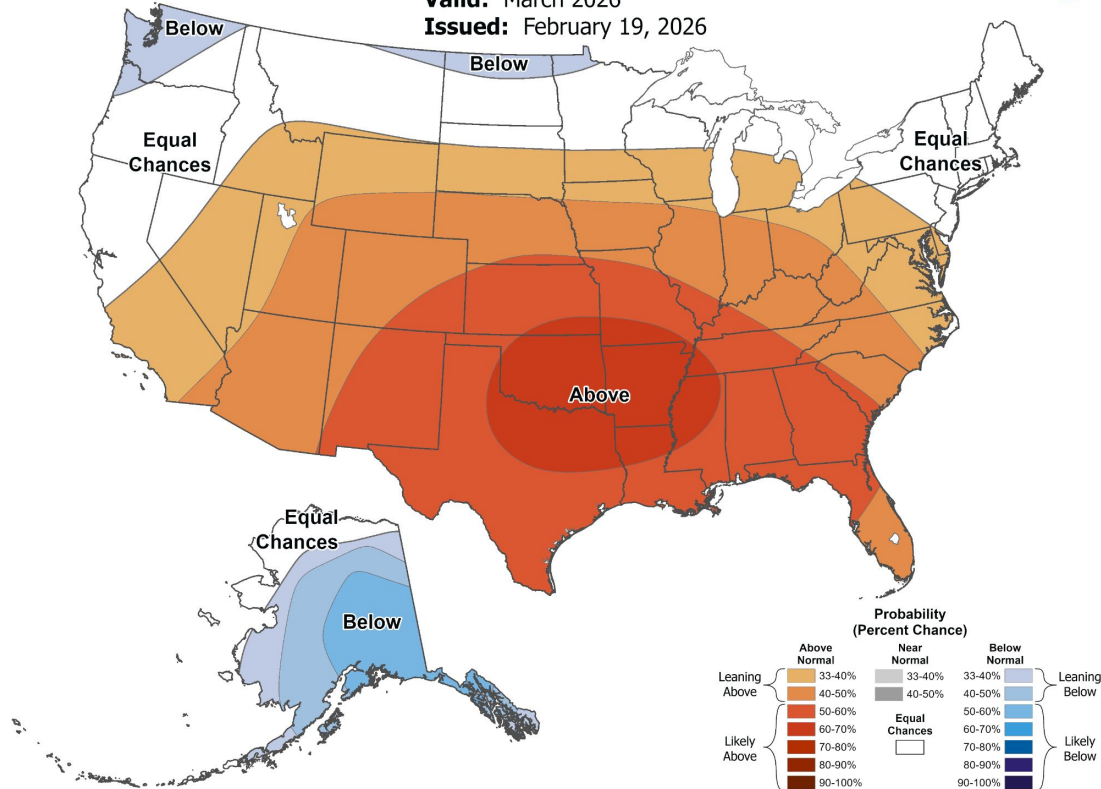 Valid: March 2026
Issued: February 19, 2026
Below
Below
Equal
Chances
Equal
Chances
Above
Equal
Chances
Below
Probability
(Percent Chance)
Above
Normal
Near
Normal
Below
Normal
Leaning
Above
33-40%
40-50%
Likely
Above
50-60%
60-70%
70-80%
80-90%
90-100%
33-40%
40-50%
Equal
Chances
33-40%
40-50%
Leaning
Below
50-60%
60-70%
70-80%
80-90%
90-100%
Likely
Below